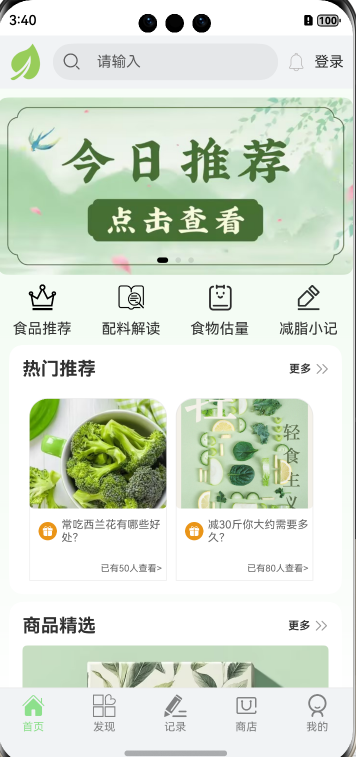 3:40
100
请输入
登录
今日推荐
点击查看
食品推荐
配料解读
食物估量
减脂小记
热门推荐
更多
轻食主义
常吃西兰花有哪些好
处?
已有50人查看>
减30斤你大约需要多
久?
已有80人查看>
商品精选
更多
首页
发现
记录
商店
我的